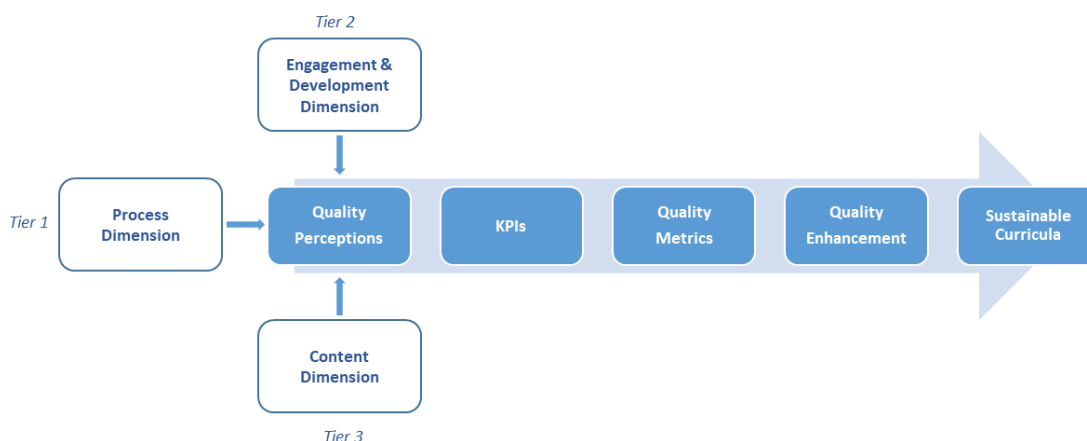 Tier 2
Engagement &
Development
Dimension
Tier 1
Process
Dimension
Quality
Perceptions
KPIs
Quality
Metrics
Quality
Enhancement
Sustainable
Curricula
Content
Dimension
Tier 3